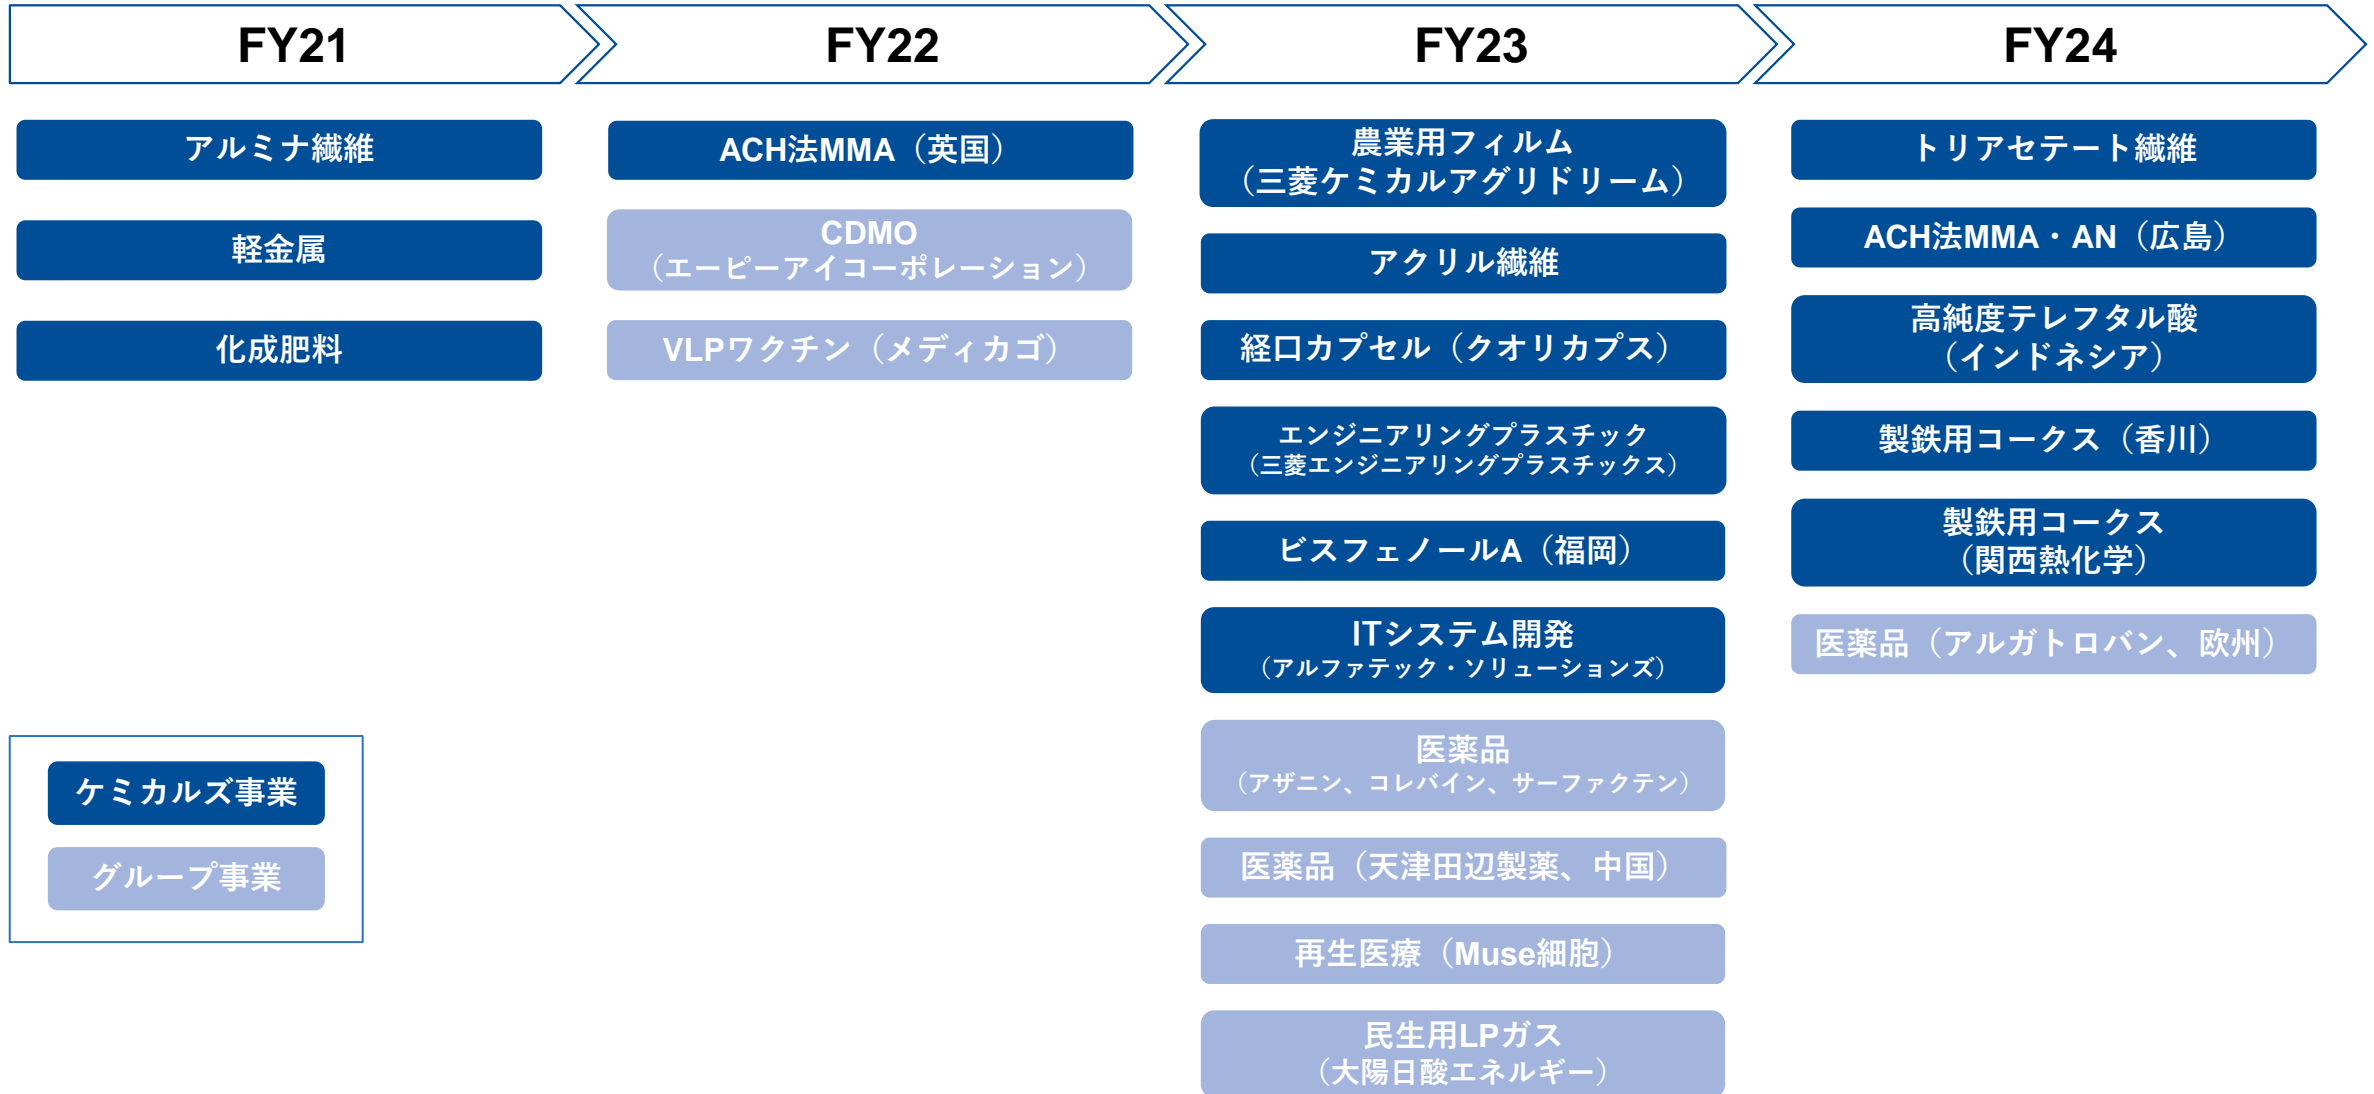 FY21
FY22
FY23
FY24
アルミナ繊維
軽金属
化成肥料
ACH法MMA（英国）
CDMO
（エーピーアイコーポレーション）
VLPワクチン（メディカゴ）
農業用フィルム
（三菱ケミカルアグリドリーム）
アクリル繊維
経口カプセル（クオリカプス）
エンジニアリングプラスチック
（三菱エンジニアリングプラスチックス）
ビスフェノールA（福岡）
ITシステム開発
（アルファテック・ソリューションズ）
医薬品
（アザニン、コレバイン、サーファクテン）
医薬品（天津田辺製薬、中国）
再生医療（Muse細胞）
民生用LPガス
（大陽日酸エネルギー）
トリアセテート繊維
ACH法MMA・AN（広島）
高純度テレフタル酸
（インドネシア）
製鉄用コークス（香川）
製鉄用コークス
（関西熱化学）
医薬品（アルガトロバン、欧州）
ケミカルズ事業
グループ事業